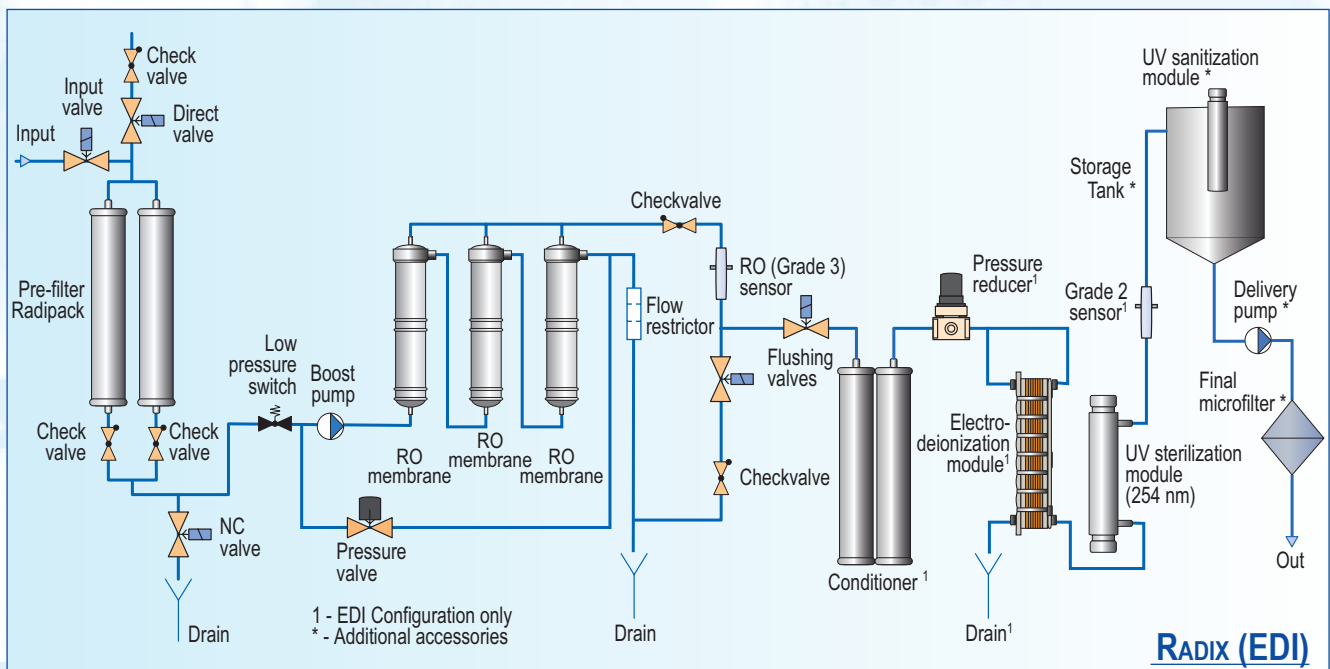 Check
valve
Input
valve
Direct
valve
Input
Pre-filter
Radipack
Check
valve
Check
valve
NC
valve
Drain
Low
pressure
switch
Boost
pump
RO
membrane
RO
membrane
RO
membrane
Pressure
valve
1 - EDI Configuration only
* - Additional accessories
Checkvalve
RO (Grade 3)
sensor
Flow
restrictor
Flushing
valves
Checkvalve
Drain
Conditioner 1
Pressure
reducer1
Electro-
deionization
module1
Drain1
UV sterilization
module
(254 nm)
Grade 2
sensor1
Storage
Tank *
UV sanitization
module *
Delivery
pump *
Final
microfilter *
Out
RADIX (EDI)